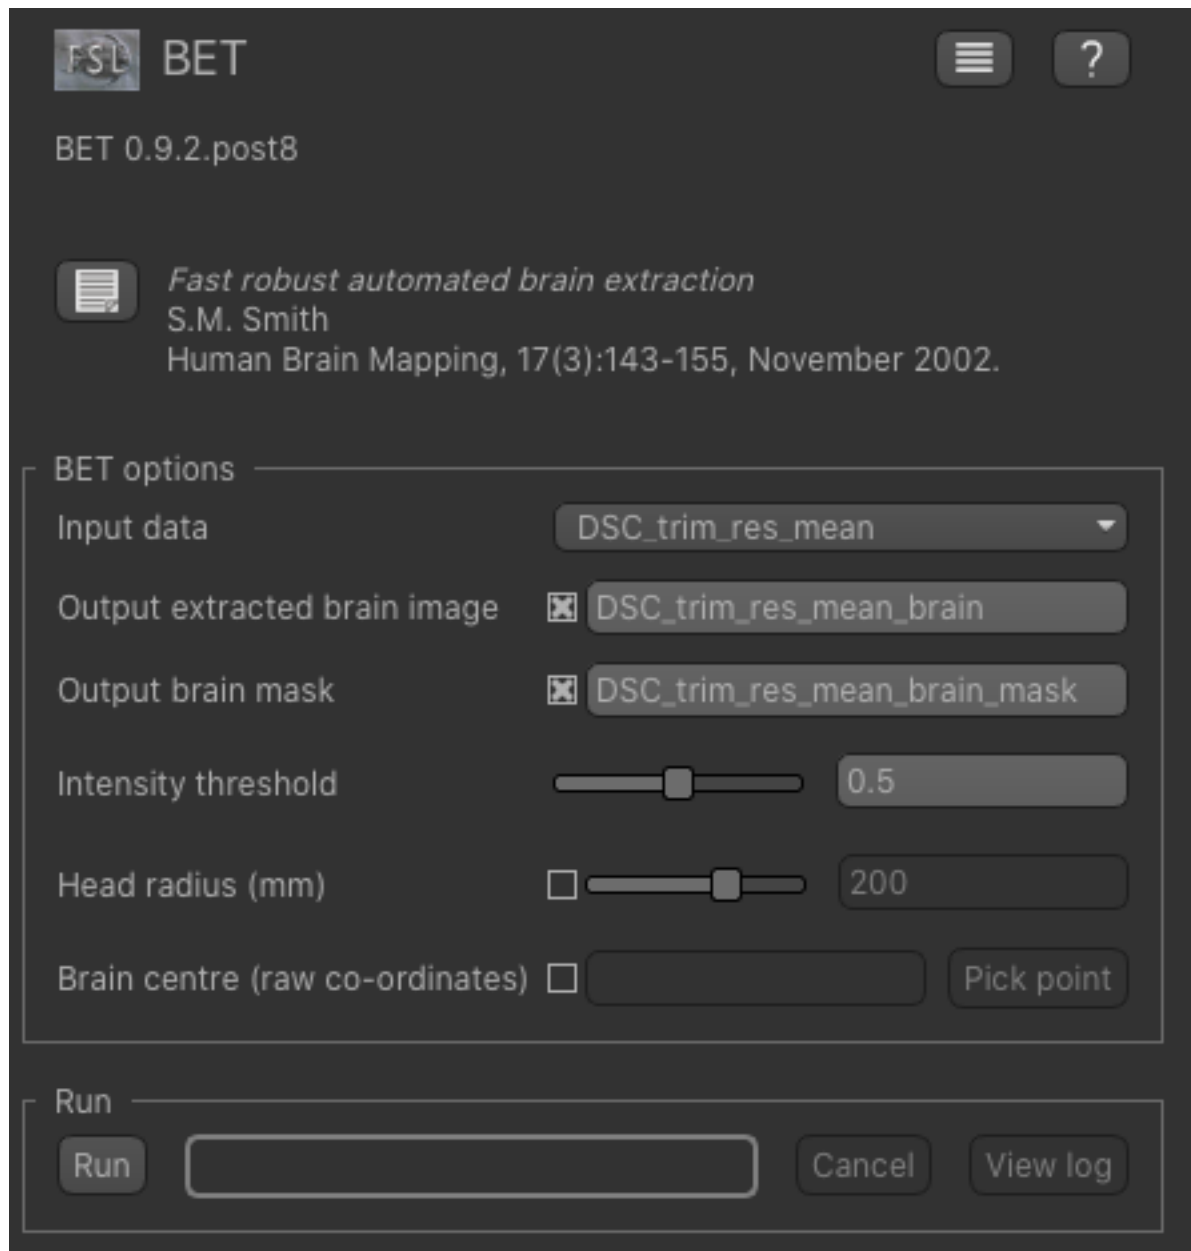 FSL BET
?
BET 0.9.2.post8
Fast robust automated brain extraction
S.M. Smith
Human Brain Mapping, 17(3):143-155, November 2002.
BET options
Input data DSC_trim_res_mean
Output extracted brain image DSC_trim_res_mean_brain
Output brain mask DSC_trim_res_mean_brain_mask
Intensity threshold 0.5
Head radius (mm) 200
Brain centre (raw co-ordinates) Pick point
Run
Run Cancel View log